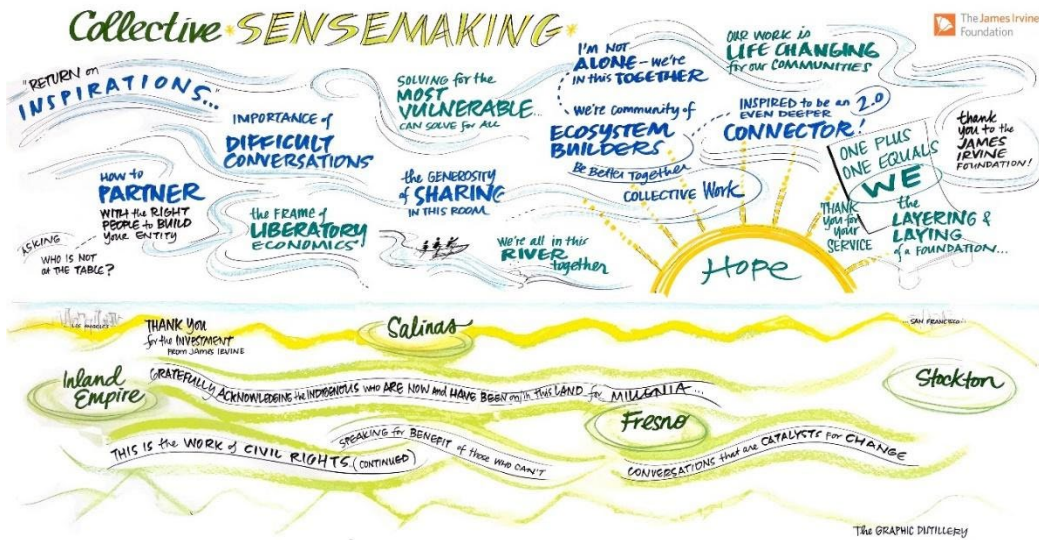 Collective SENSEMAKING
The James Irvine
Foundation
"RETURN on
INSPIRATIONS..."
IMPORTANCE of
DIFFICULT
CONVERSATIONS
SOLVING for the
MOST
VULNERABLE...
CAN SOLVE for ALL
I'M NOT
ALONE - we're
in this TOGETHER
we're community of
ECOSYSTEM
BUILDERS
Be Better Together
OUR WORK is
LIFE CHANGING
for our COMMUNITIES
INSPIRED to be an 2.0
EVEN DEEPER
CONNECTOR!
thank
you to the
JAMES
IRVINE
FOUNDATION!
ONE PLUS
ONE EQUALS
WE
HOW to
PARTNER
WITH the RIGHT
PEOPLE to BUILD
your ENTITY
ASKING
WHO IS NOT
AT THE TABLE?
the FRAME of
LIBERATORY
ECONOMICS
the GENEROSITY
of SHARING
IN THIS ROOM
We're all in this
RIVER
together
COLLECTIVE Work
Hope
THANK
YOU
for your
SERVICE
the
LAYERING &
LAYING
of a FOUNDATION...
LOS ANGELES
THANK YOU
for the INVESTMENT
FROM JAMES IRVINE
Salinas
... SAN FRANCISCO
Inland
Empire
GRATEFULLY ACKNOWLEDGING the INDIGENOUS who ARE NOW and HAVE BEEN on/in THIS LAND for MILLENIA...
Stockton
Fresno
THIS IS the WORK of CIVIL RIGHTS (CONTINUED)
SPEAKING for BENEFIT of those WHO CAN'T
CONVERSATIONS that are CATALYSTS for CHANGE
The GRAPHIC DISTILLERY